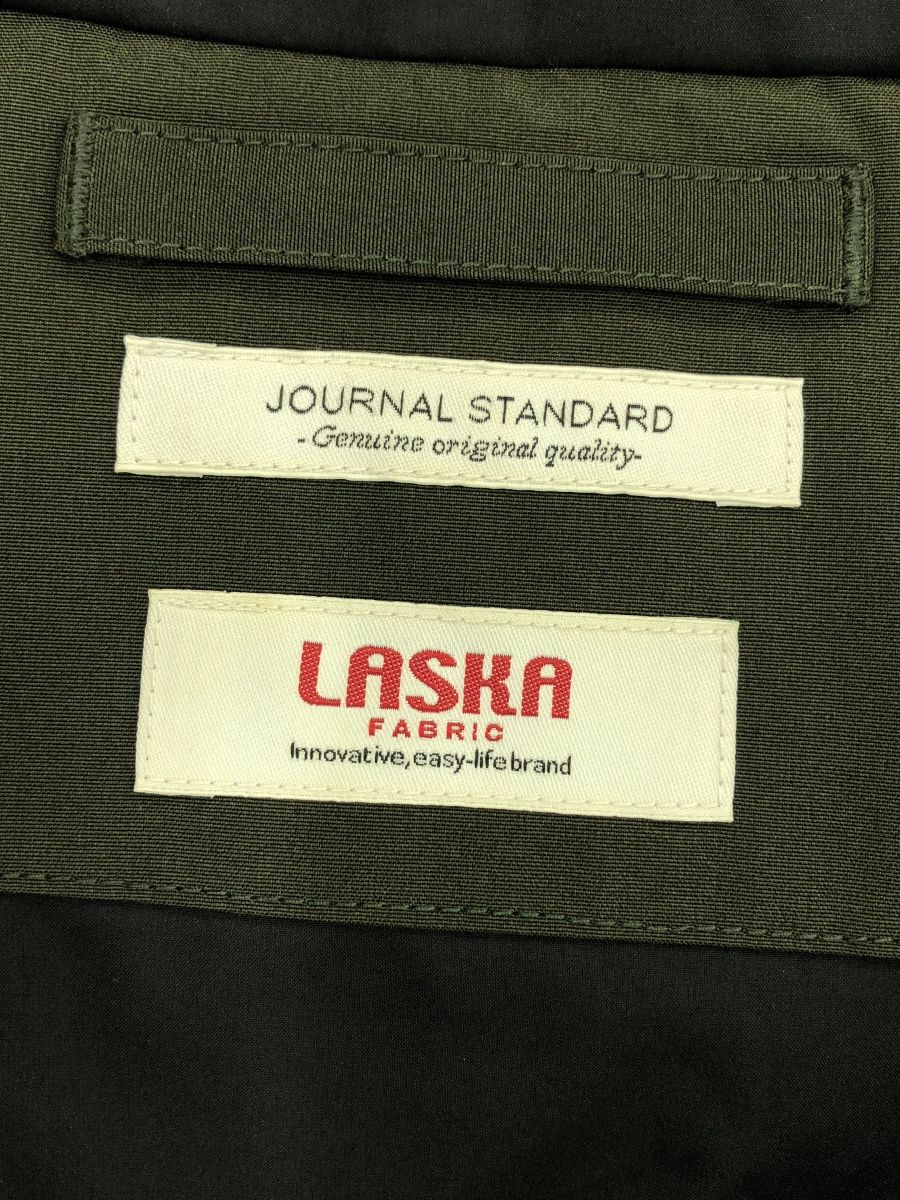 JOURNAL STANDARD
-Genuine original quality-
LASKA
FABRIC
Innovative, easy-life brand